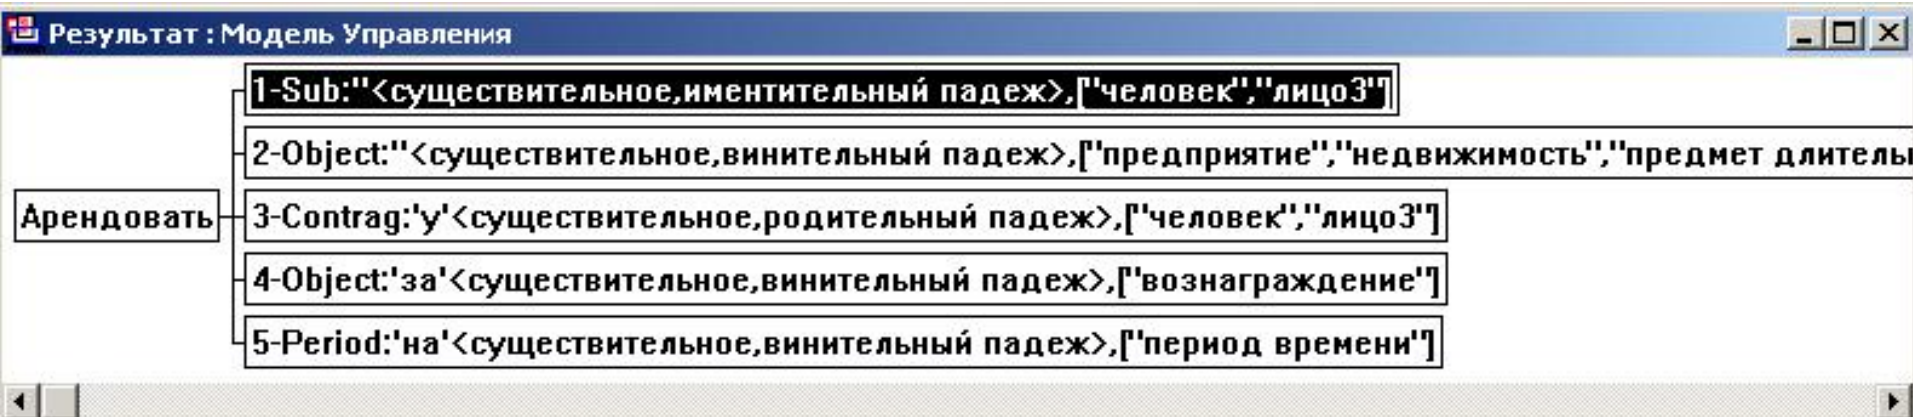 Результат : Модель Управления
1-Sub:"<существительное,иментительный падеж>,["человек","лицо3"]
2-Object:"<существительное,винительный падеж>,["предприятие","недвижимость","предмет длитель
Арендовать
3-Contrag:'у'<существительное,родительный падеж>,["человек","лицо3"]
4-Object:'за'<существительное,винительный падеж>,["вознаграждение"]
5-Period:'на'<существительное,винительный падеж>,["период времени"]